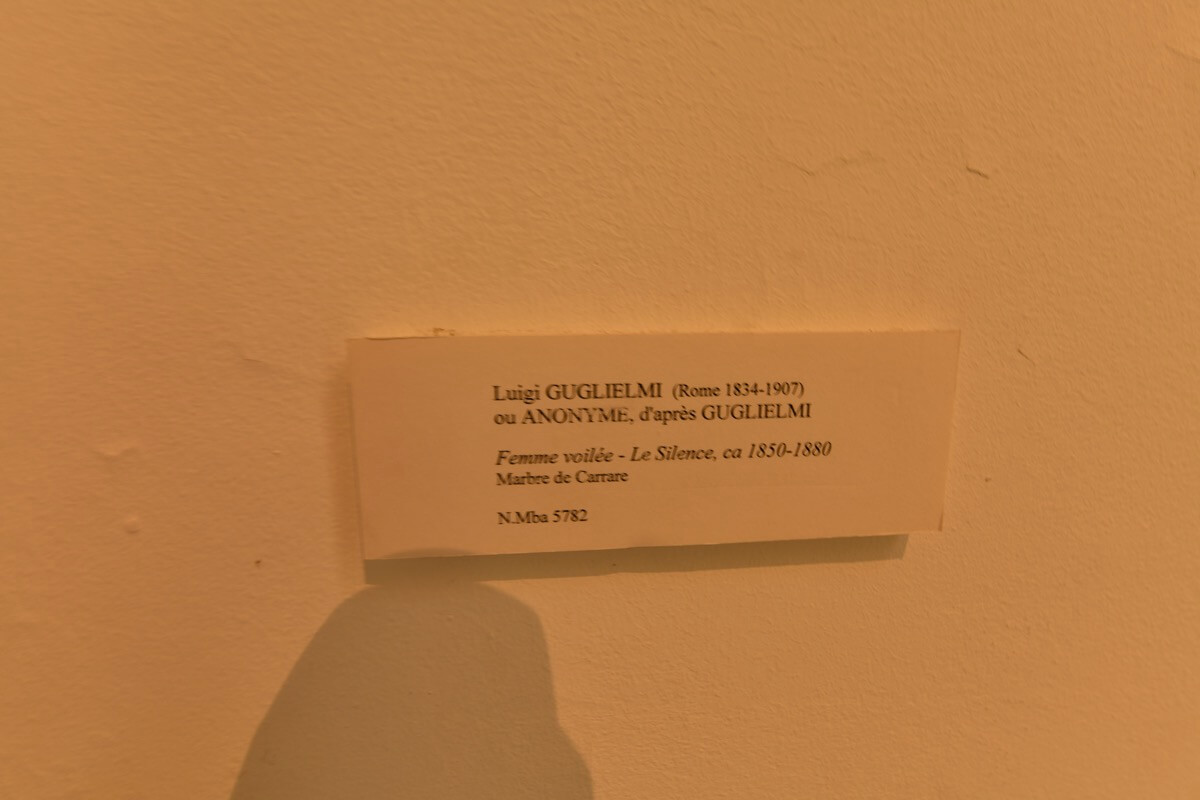 Luigi GUGLIELMI (Rome 1834-1907)
ou ANONYME, d'après GUGLIELMI
Femme voilée - Le Silence, ca 1850-1880
Marbre de Carrare
N.Mba 5782